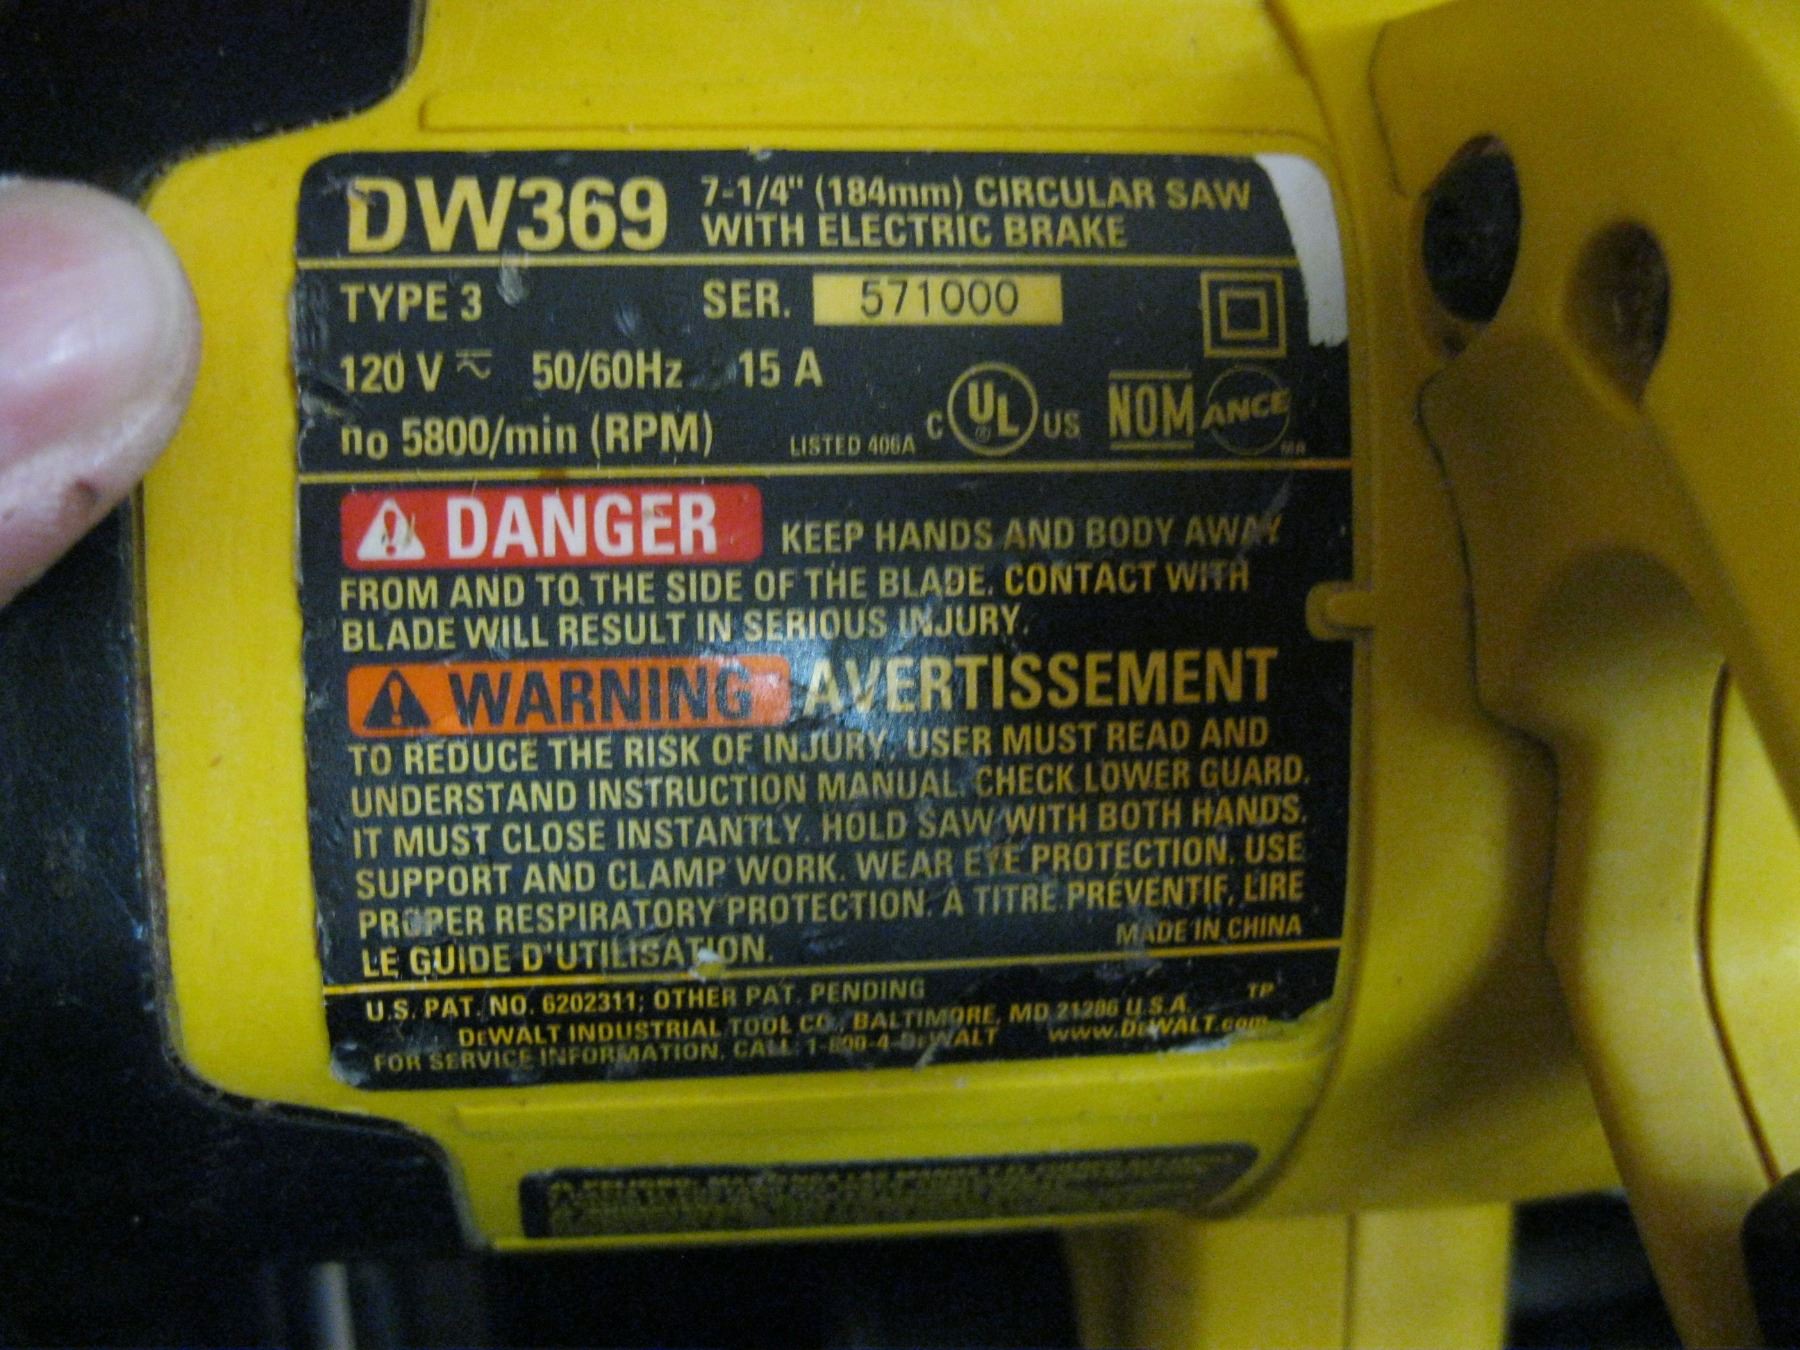 DW369 7-1/4" (184mm) CIRCULAR SAW
WITH ELECTRIC BRAKE
TYPE 3 SER. 571000
120 V 50/60Hz 15 A
no 5800/min (RPM) LISTED 406A C UL US NOM ANCE
DANGER KEEP HANDS AND BODY AWAY
FROM AND TO THE SIDE OF THE BLADE. CONTACT WITH
BLADE WILL RESULT IN SERIOUS INJURY.
WARNING AVERTISSEMENT
TO REDUCE THE RISK OF INJURY, USER MUST READ AND
UNDERSTAND INSTRUCTION MANUAL. CHECK LOWER GUARD.
IT MUST CLOSE INSTANTLY. HOLD SAW WITH BOTH HANDS.
SUPPORT AND CLAMP WORK. WEAR EYE PROTECTION. USE
PROPER RESPIRATORY PROTECTION. À TITRE PRÉVENTIF, LIRE
LE GUIDE D'UTILISATION.
MADE IN CHINA
U.S. PAT. NO. 6202311; OTHER PAT. PENDING TP
DEWALT INDUSTRIAL TOOL CO., BALTIMORE, MD 21286 U.S.A.
FOR SERVICE INFORMATION, CALL 1-800-4-DEWALT www.DEWALT.com